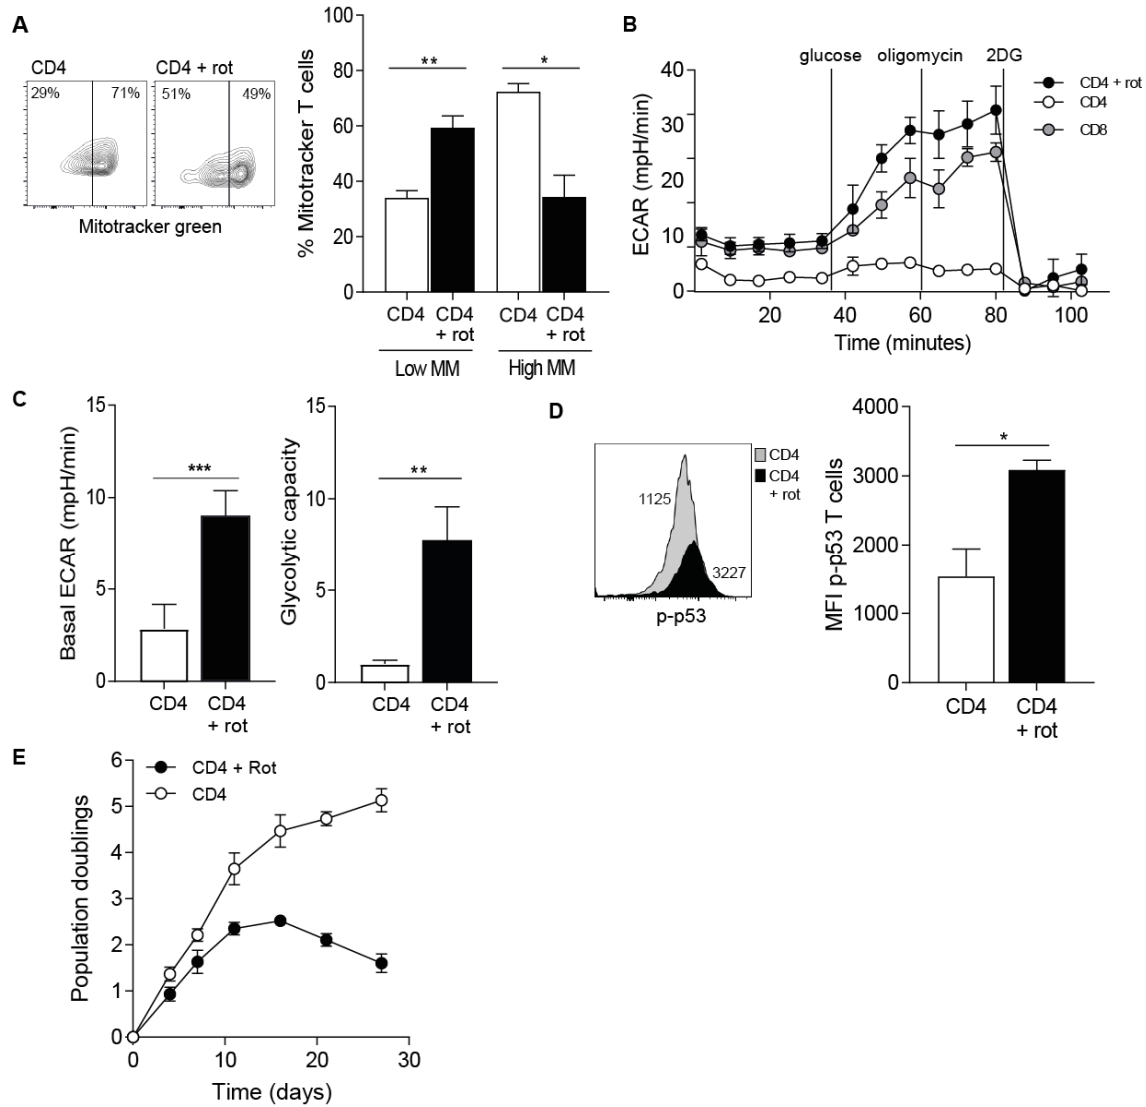 A
CD4
CD4 + rot
29%
71%
51%
49%
Mitotracker green
% Mitotracker T cells
100
80
60
40
20
0
**
*
CD4
CD4
+ rot
CD4
CD4
+ rot
Low MM
High MM
B
glucose
oligomycin
2DG
ECAR (mpH/min)
40
30
20
10
0
20
40
60
80
100
Time (minutes)
CD4 + rot
CD4
CD8
C
Basal ECAR (mpH/min)
15
10
5
0
***
CD4
CD4
+ rot
Glycolytic capacity
15
10
5
0
**
CD4
CD4
+ rot
D
1125
3227
p-p53
CD4
CD4
+ rot
MFI p-p53 T cells
4000
3000
2000
1000
0
*
CD4
CD4
+ rot
E
Population doublings
6
5
4
3
2
1
0
CD4 + Rot
CD4
0
10
20
30
Time (days)